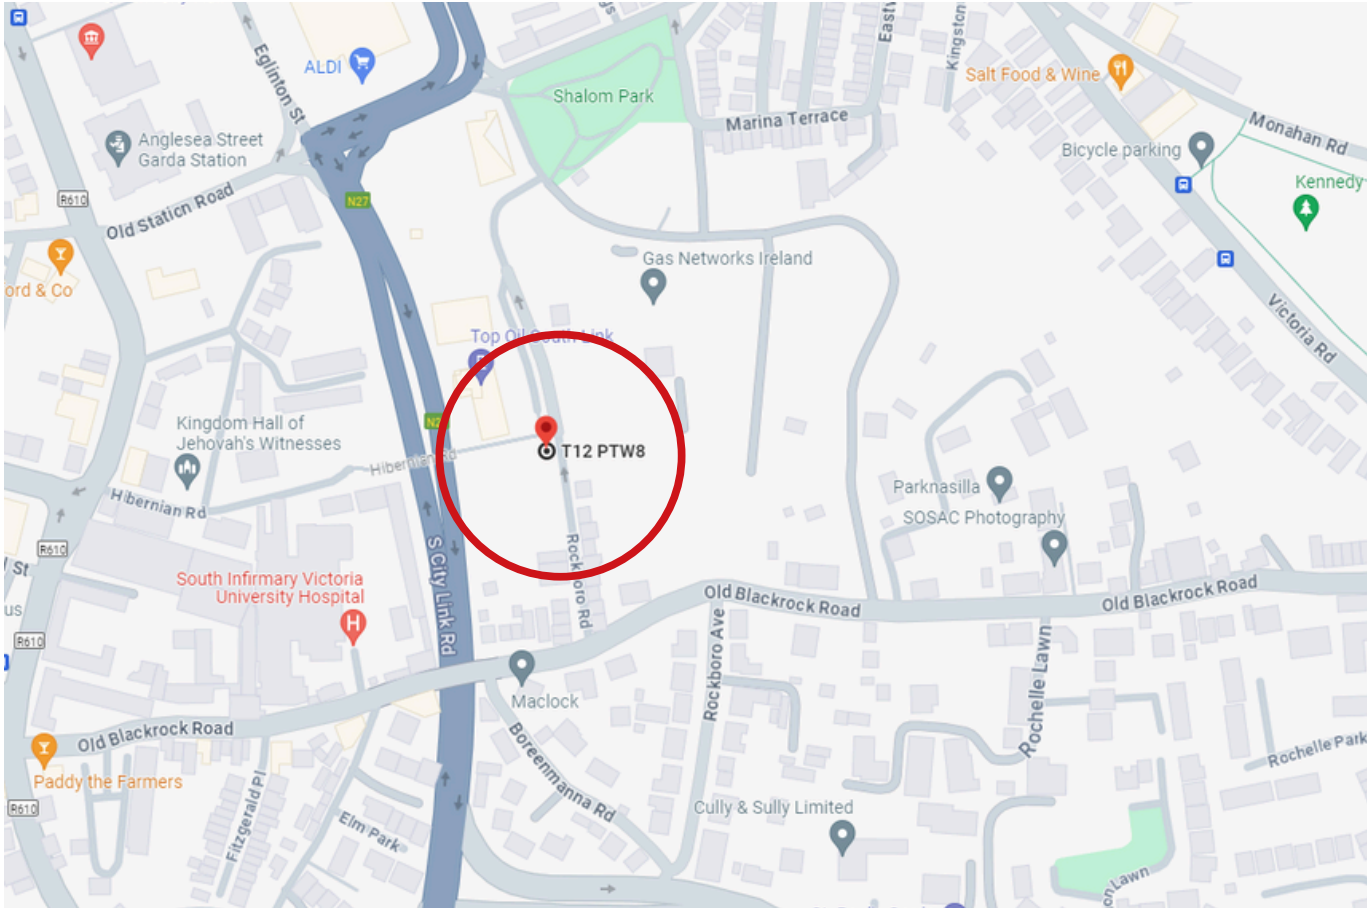 Eglinton St
ALDI
Shalom Park
Marina Terrace
Kingston
Salt Food & Wine
Monahan Rd
Anglesea Street
Garda Station
Bicycle parking
Kennedy
R610
N27
Old Station Road
Gas Networks Ireland
Victoria Rd
Top Oil South Link
Kingdom Hall of
Jehovah's Witnesses
Hibernian Rd
T12 PTW8
Hibernian Rd
Parknasilla
SOSAC Photography
R610
South Infirmary Victoria
University Hospital
S City Link Rd
Rockboro Rd
Old Blackrock Road
Old Blackrock Road
R610
Rockboro Ave
Rochelle Lawn
Maclock
Old Blackrock Road
Boreenmanna Rd
Rochelle Park
Paddy the Farmers
R610
Fitzgerald Pl
Elm Park
Cully & Sully Limited